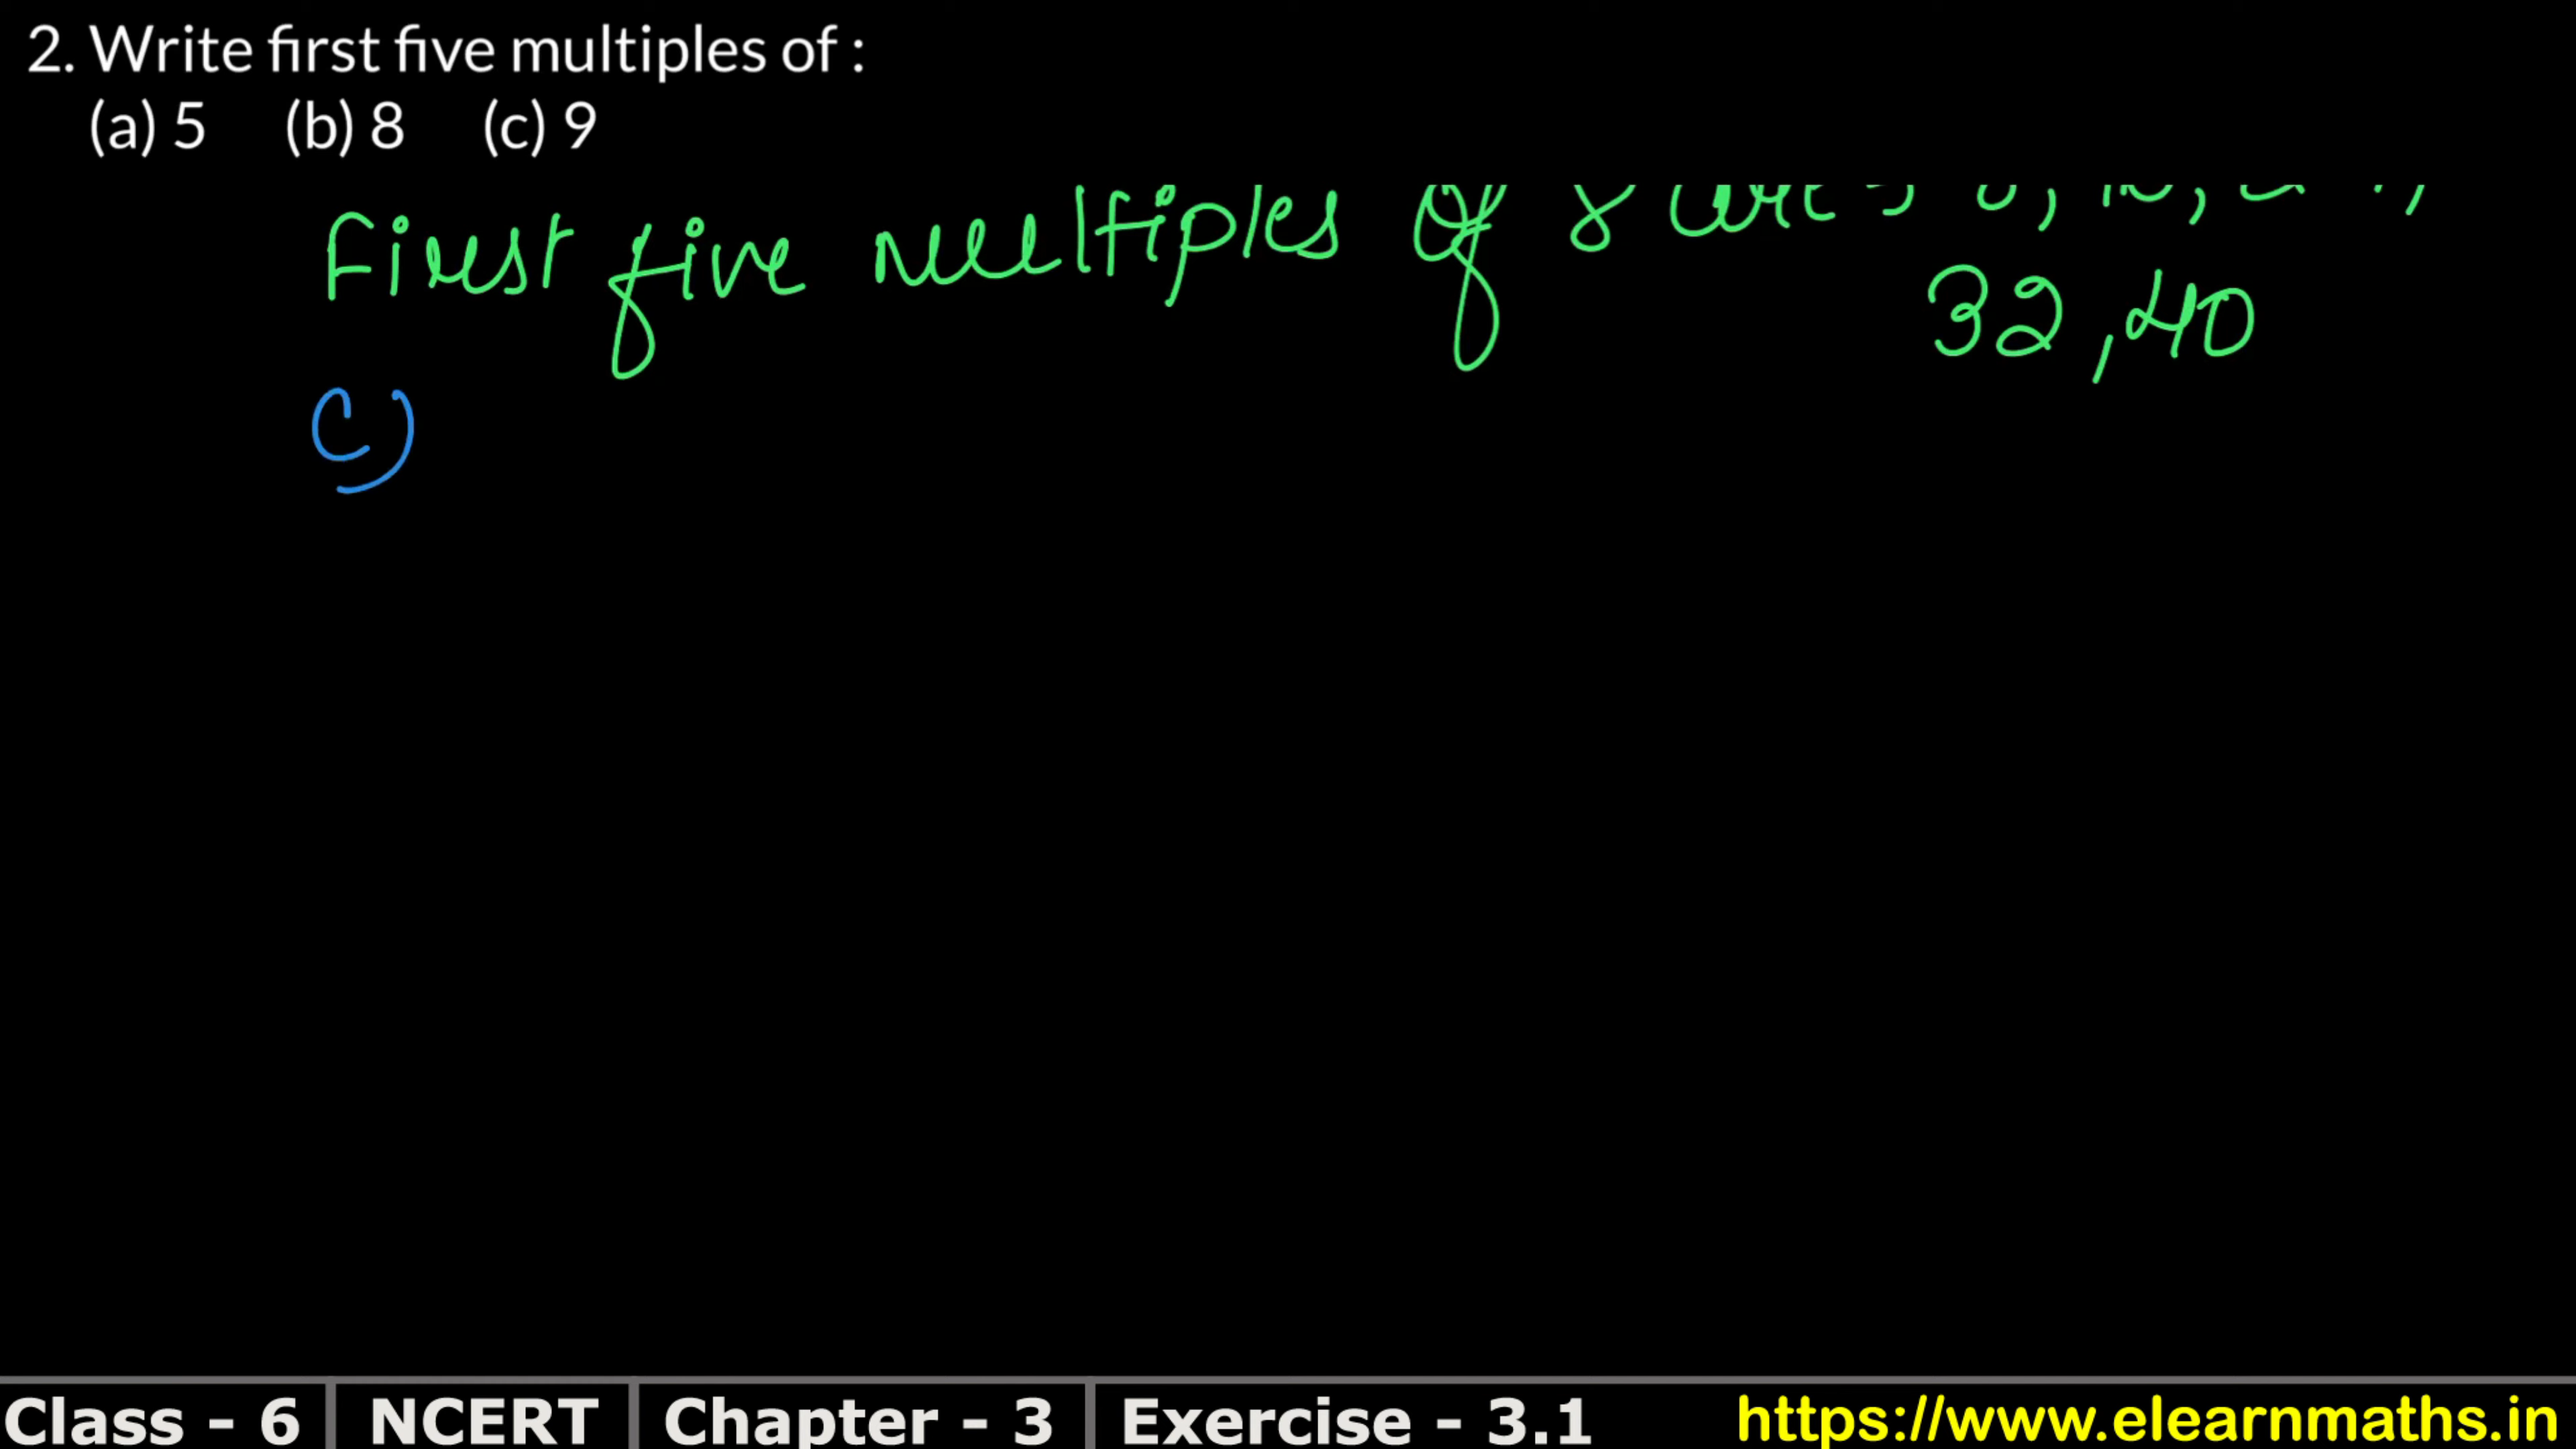 2. Write first five multiples of :
(a) 5 (b) 8 (c) 9
First five multiples of 8 are
32, 40
c)
Class - 6 NCERT Chapter - 3 Exercise - 3.1 https://www.elearnmaths.in